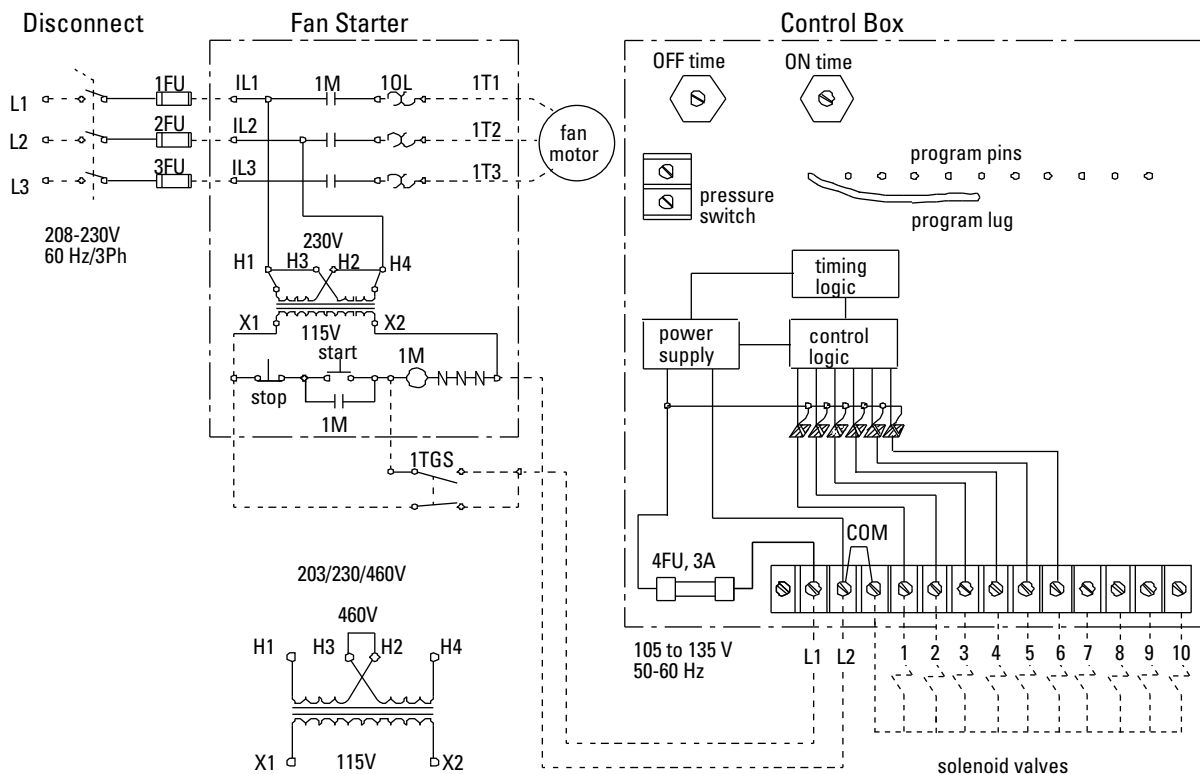 Disconnect
Fan Starter
Control Box
OFF time
ON time
1FU
IL1
1M
1OL
1T1
L1
2FU
IL2
1T2
L2
fan
motor
3FU
IL3
1T3
L3
program pins
pressure
switch
program lug
208-230V
60 Hz/3Ph
230V
H1
H3
H2
H4
timing
logic
X1
115V
X2
power
supply
control
logic
start
1M
stop
1M
1TGS
COM
4FU, 3A
203/230/460V
460V
H1
H3
H2
H4
105 to 135 V
50-60 Hz
L1
L2
1
2
3
4
5
6
7
8
9
10
X1
115V
X2
solenoid valves